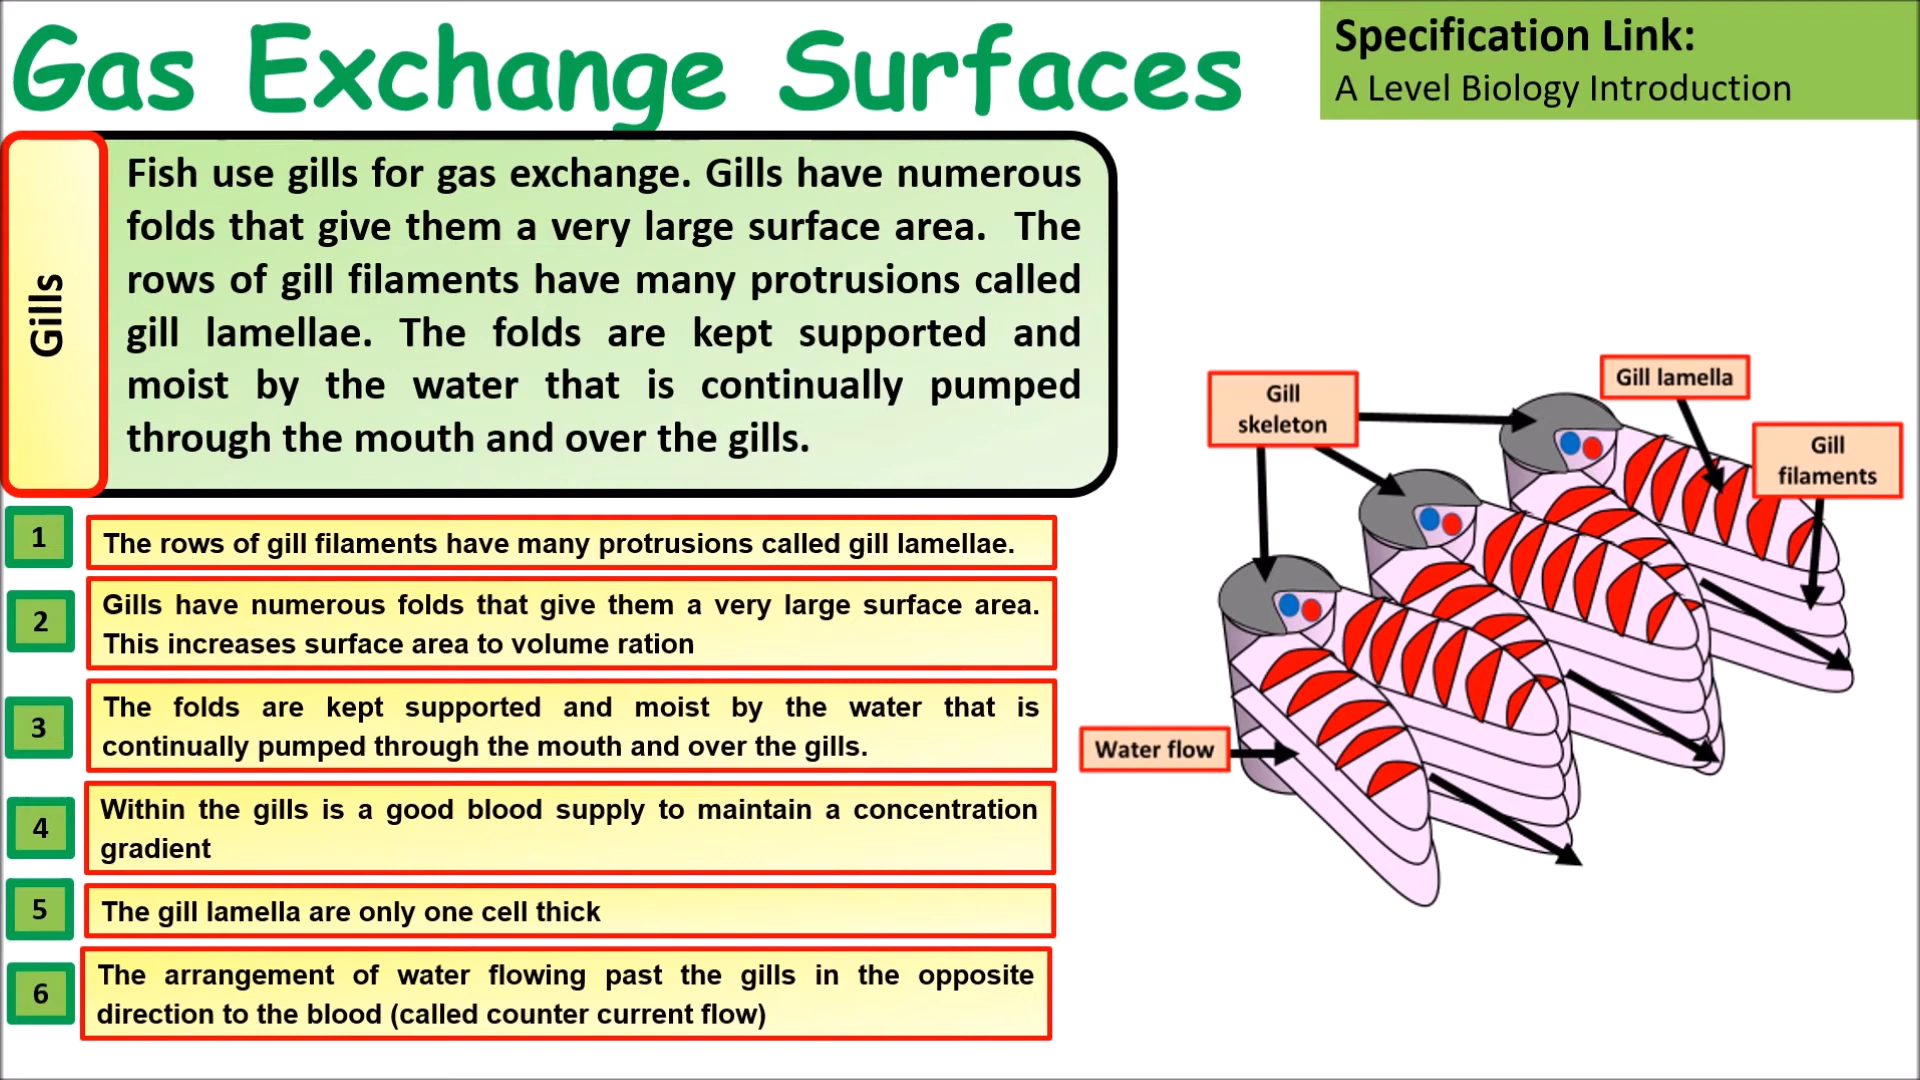 Gas Exchange Surfaces
Specification Link:
A Level Biology Introduction
Gills
Fish use gills for gas exchange. Gills have numerous
folds that give them a very large surface area. The
rows of gill filaments have many protrusions called
gill lamellae. The folds are kept supported and
moist by the water that is continually pumped
through the mouth and over the gills.
1
The rows of gill filaments have many protrusions called gill lamellae.
2
Gills have numerous folds that give them a very large surface area.
This increases surface area to volume ration
3
The folds are kept supported and moist by the water that is
continually pumped through the mouth and over the gills.
4
Within the gills is a good blood supply to maintain a concentration
gradient
5
The gill lamella are only one cell thick
6
The arrangement of water flowing past the gills in the opposite
direction to the blood (called counter current flow)
Gill
skeleton
Gill lamella
Gill
filaments
Water flow